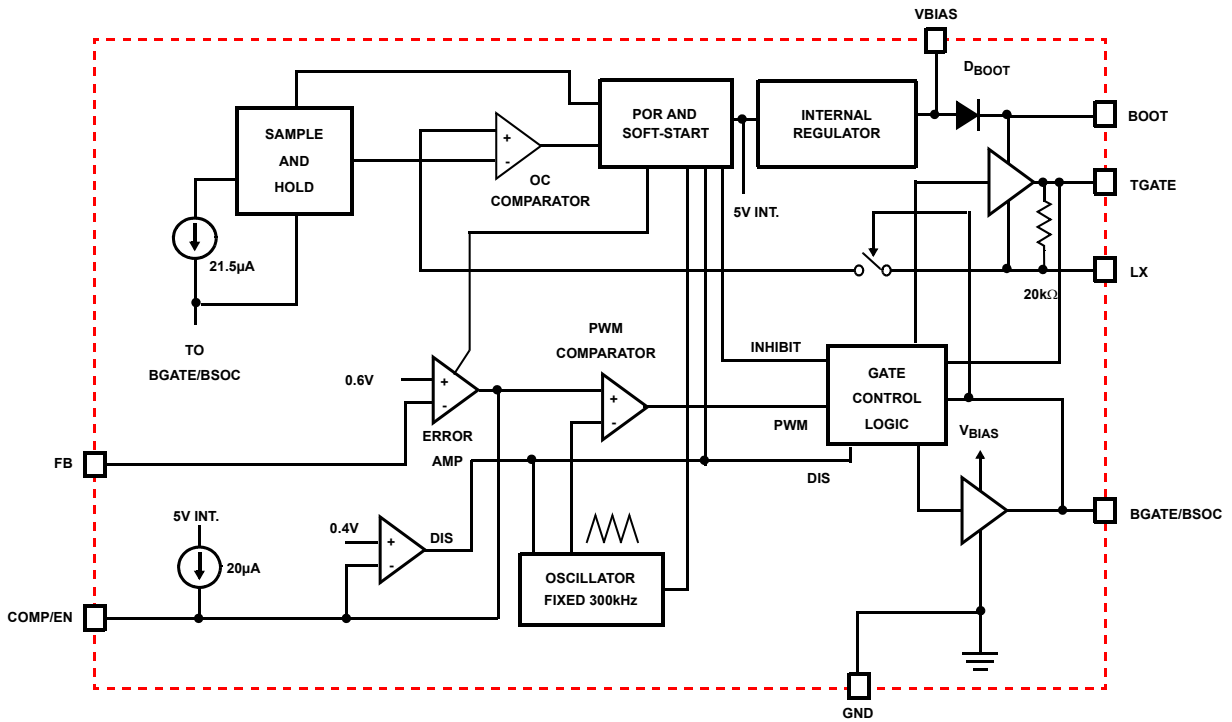 VBIAS
D_BOOT
BOOT
SAMPLE
AND
HOLD
+
-
OC
COMPARATOR
POR AND
SOFT-START
INTERNAL
REGULATOR
5V INT.
TGATE
21.5µA
20kΩ
LX
TO
BGATE/BSOC
PWM
COMPARATOR
INHIBIT
0.6V
+
-
ERROR
AMP
+
-
PWM
GATE
CONTROL
LOGIC
V_BIAS
FB
DIS
5V INT.
20µA
0.4V
+
-
DIS
OSCILLATOR
FIXED 300kHz
BGATE/BSOC
COMP/EN
GND